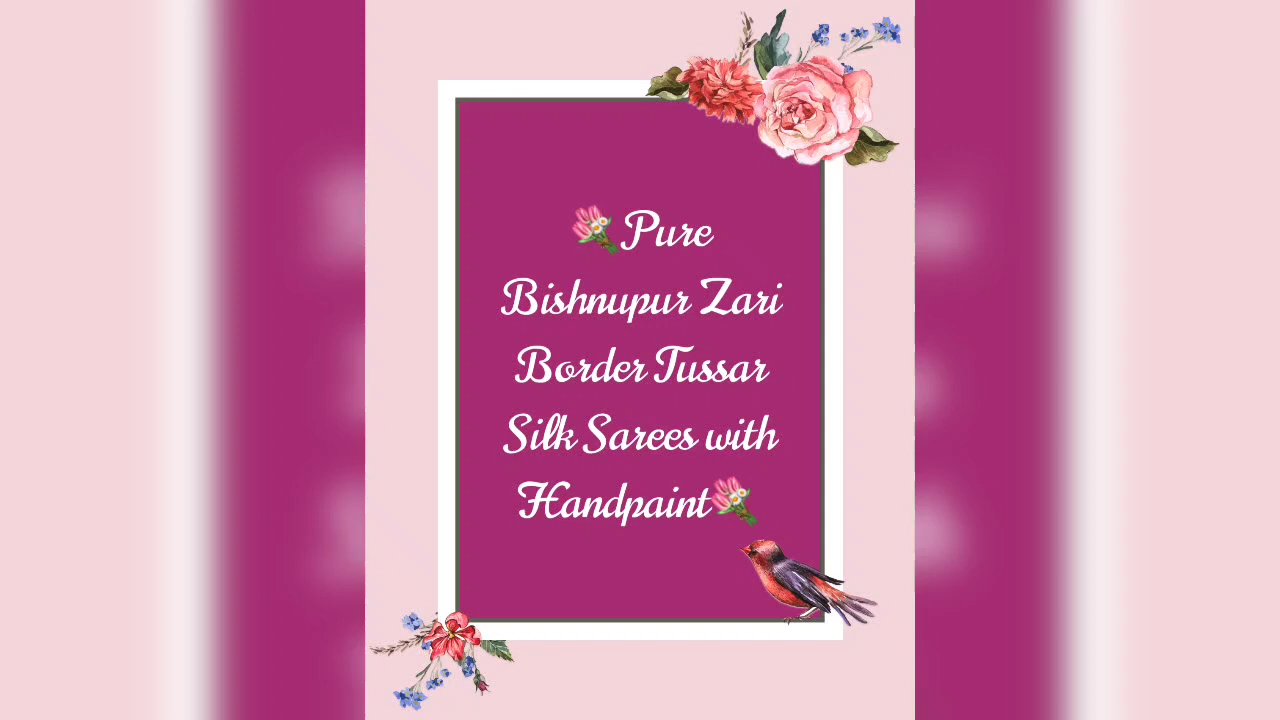 💐Pure
Bishnupur Zari
Border Tussar
Silk Sarees with
Handpaint💐